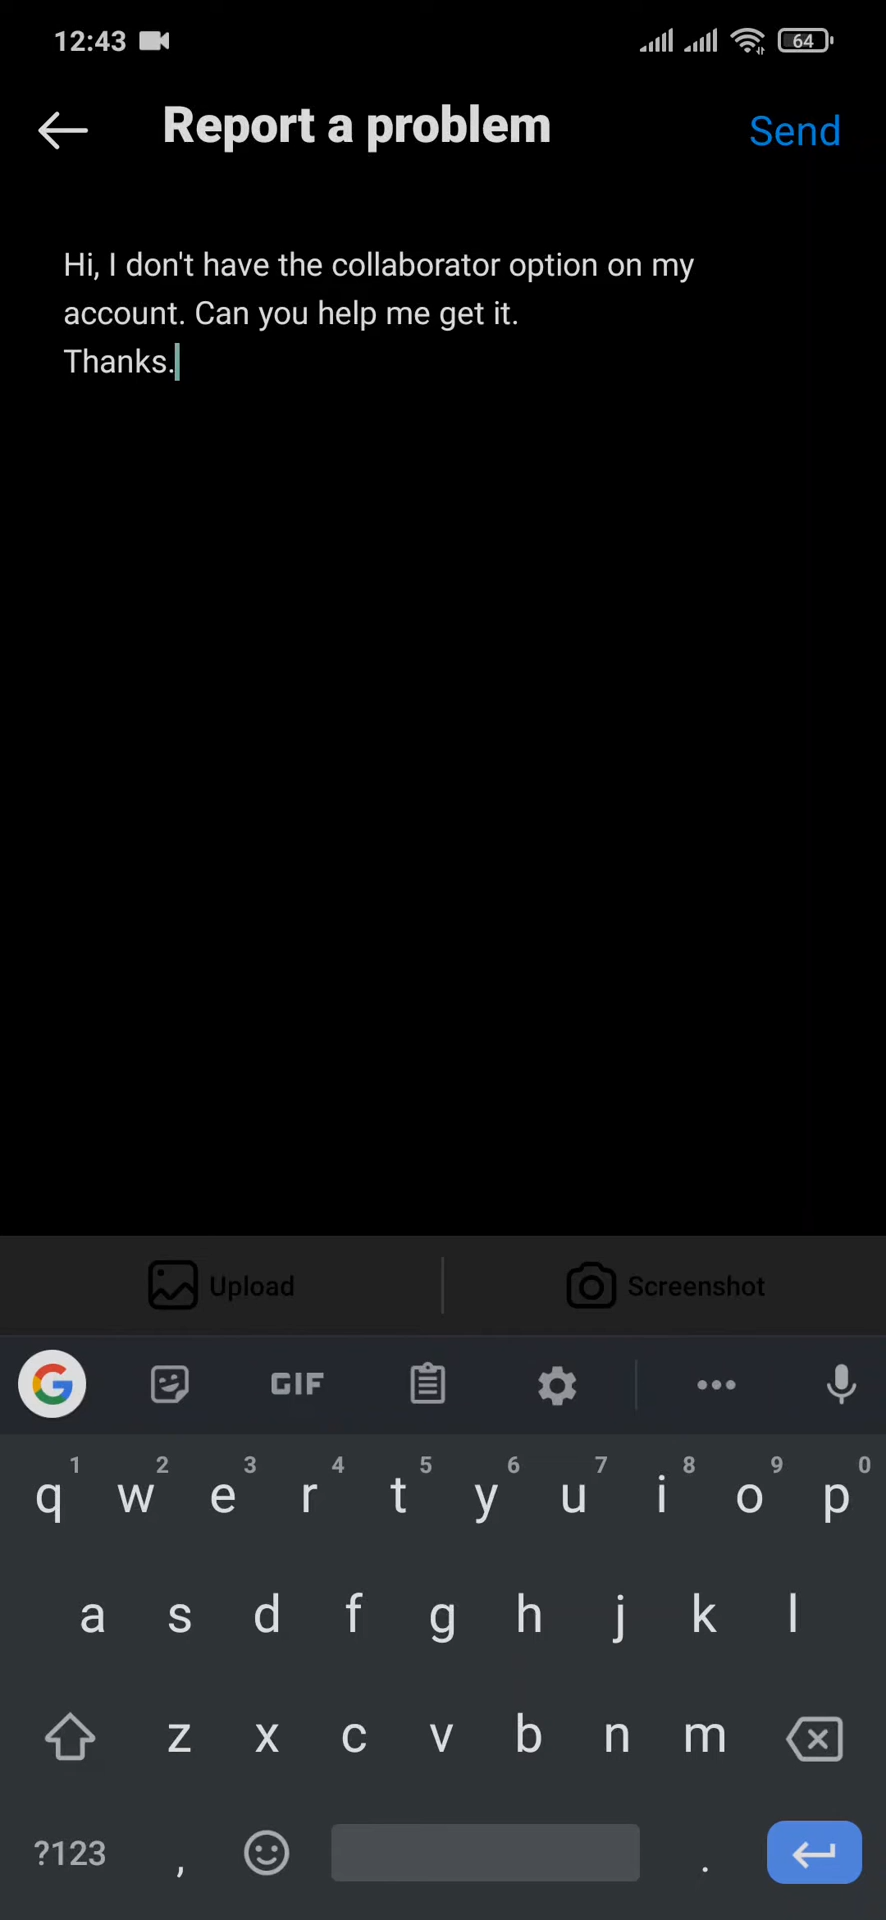 12:43 64
Report a problem Send
Hi, I don't have the collaborator option on my
account. Can you help me get it.
Thanks.
Upload Screenshot
G GIF
1 2 3 4 5 6 7 8 9 0
q w e r t y u i o p
a s d f g h j k l
z x c v b n m
?123 , .